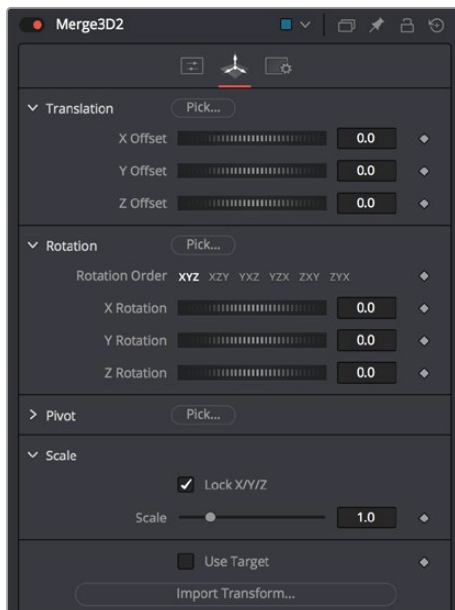 Merge3D2
Translation Pick...
X Offset 0.0
Y Offset 0.0
Z Offset 0.0
Rotation Pick...
Rotation Order XYZ XZY YXZ YZX ZXY ZYX
X Rotation 0.0
Y Rotation 0.0
Z Rotation 0.0
Pivot Pick...
Scale
Lock X/Y/Z
Scale 1.0
Use Target
Import Transform...